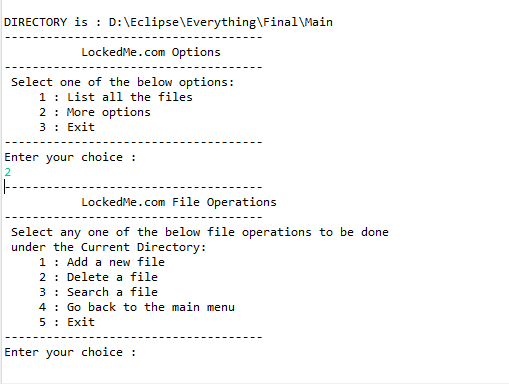 DIRECTORY is : D:\Eclipse\Everything\Final\Main
-------------------------------------
LockedMe.com Options
-------------------------------------
Select one of the below options:
1 : List all the files
2 : More options
3 : Exit
-------------------------------------
Enter your choice :
2
-------------------------------------
LockedMe.com File Operations
-------------------------------------
Select any one of the below file operations to be done
under the Current Directory:
1 : Add a new file
2 : Delete a file
3 : Search a file
4 : Go back to the main menu
5 : Exit
-------------------------------------
Enter your choice :